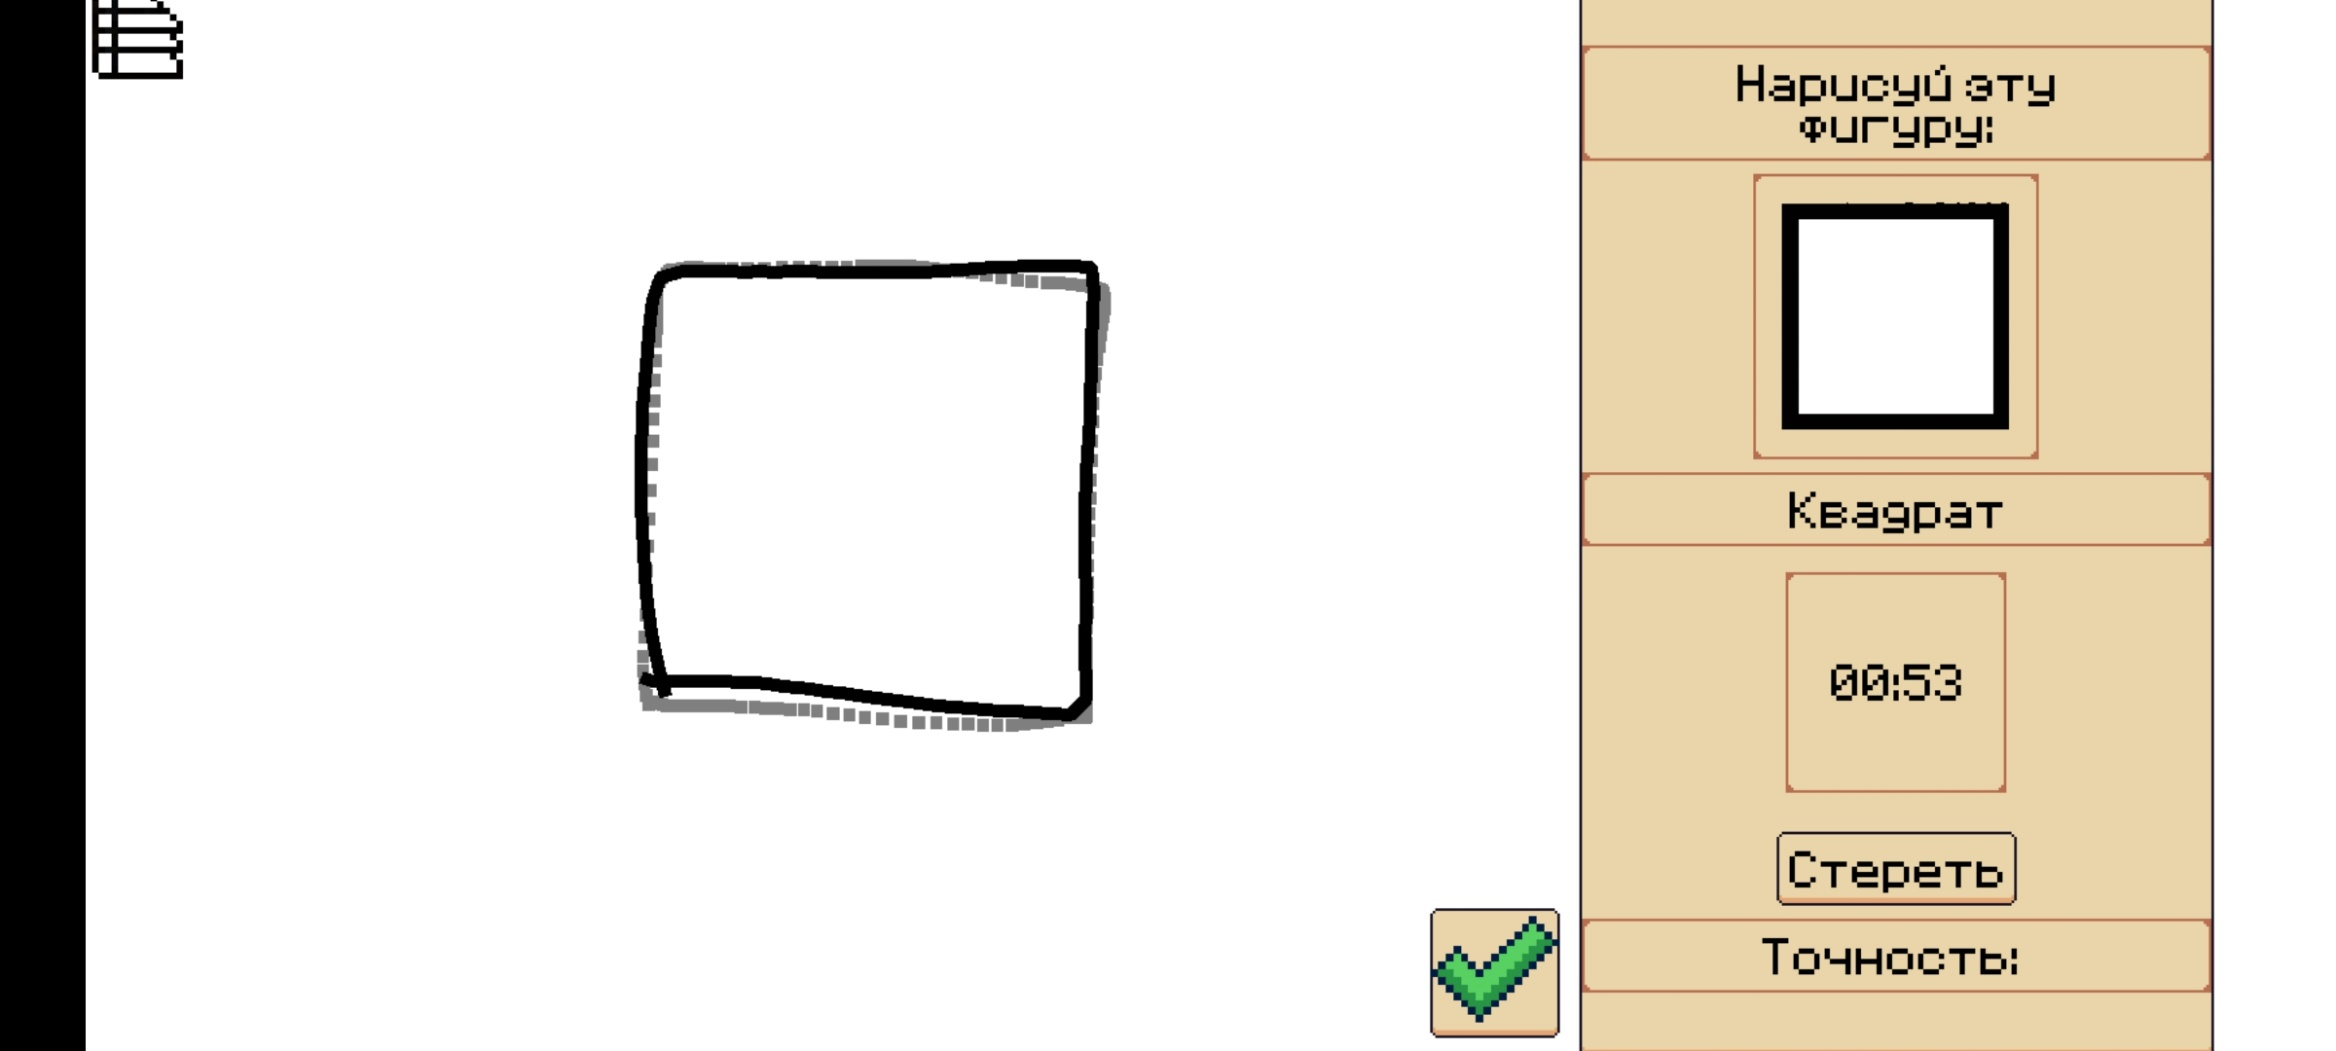 Нарисуй эту
фигуру:
Квадрат
00:53
Стереть
Точность: